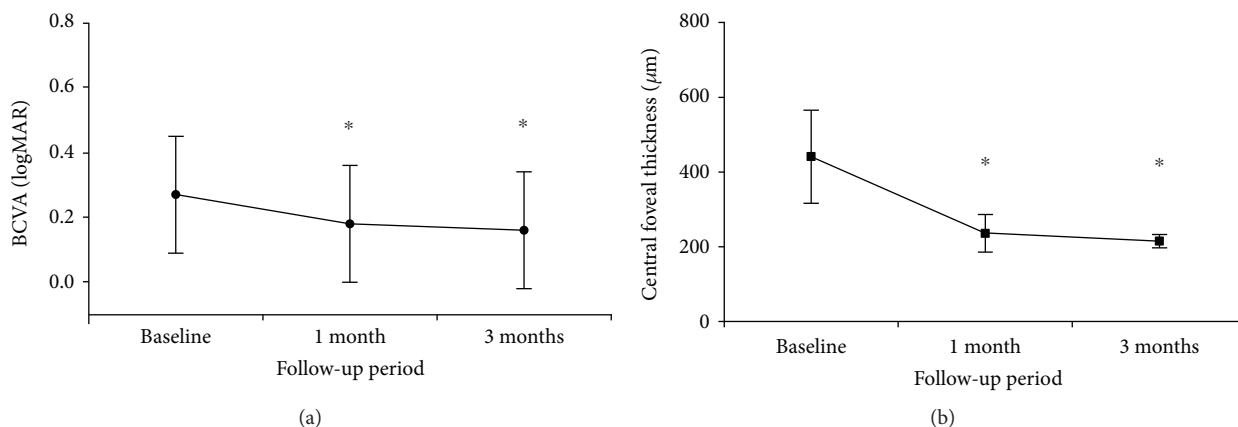 BCVA (logMAR)
0.8
0.6
0.4
0.2
0.0
*
*
Baseline
1 month
3 months
Follow-up period
(a)
Central foveal thickness (μm)
800
600
400
200
0
*
*
Baseline
1 month
3 months
Follow-up period
(b)